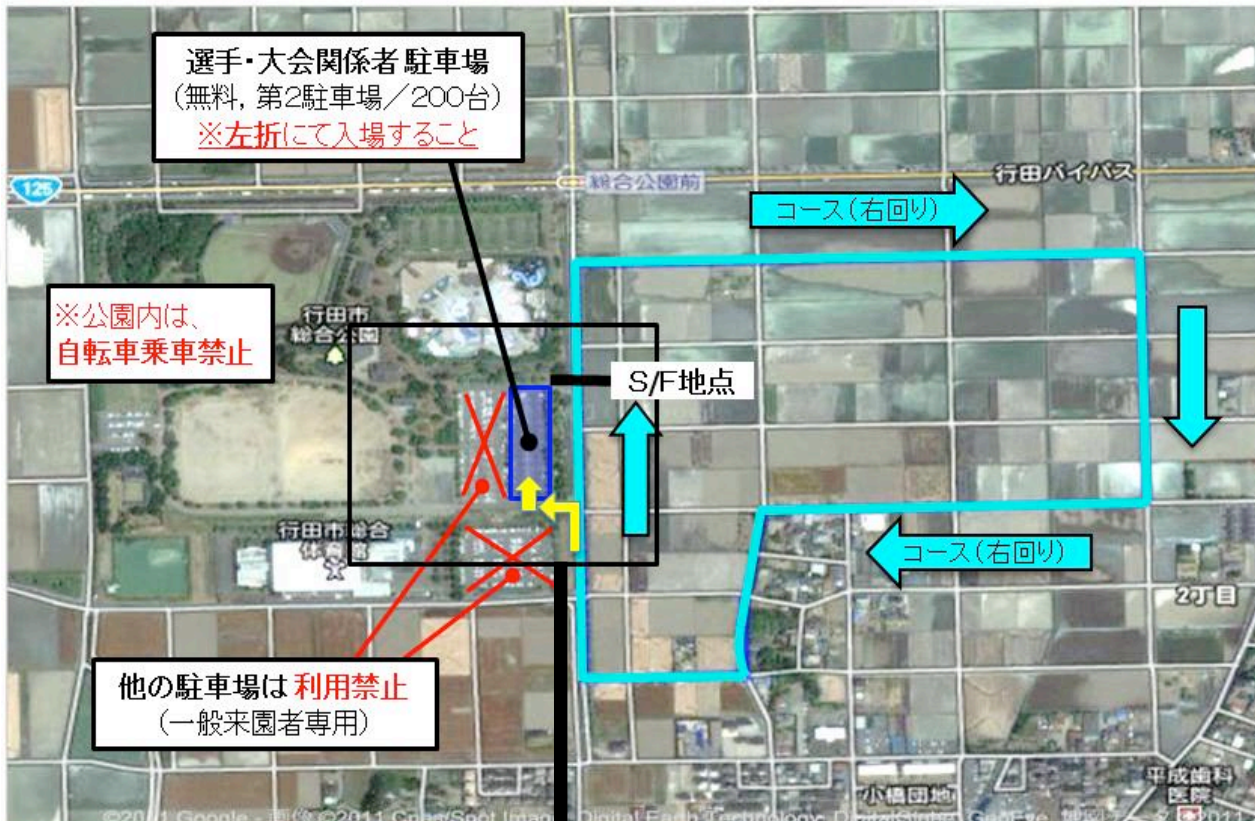 選手・大会関係者 駐車場
(無料, 第2駐車場／200台)
※左折にて入場すること
125
総合公園前
行田バイパス
コース(右回り)
※公園内は、
自転車乗車禁止
行田市
総合公園
S/F地点
行田市総合
体育館
コース(右回り)
2丁目
他の駐車場は 利用禁止
(一般来園者専用)
小橋団地
平成歯科
医院